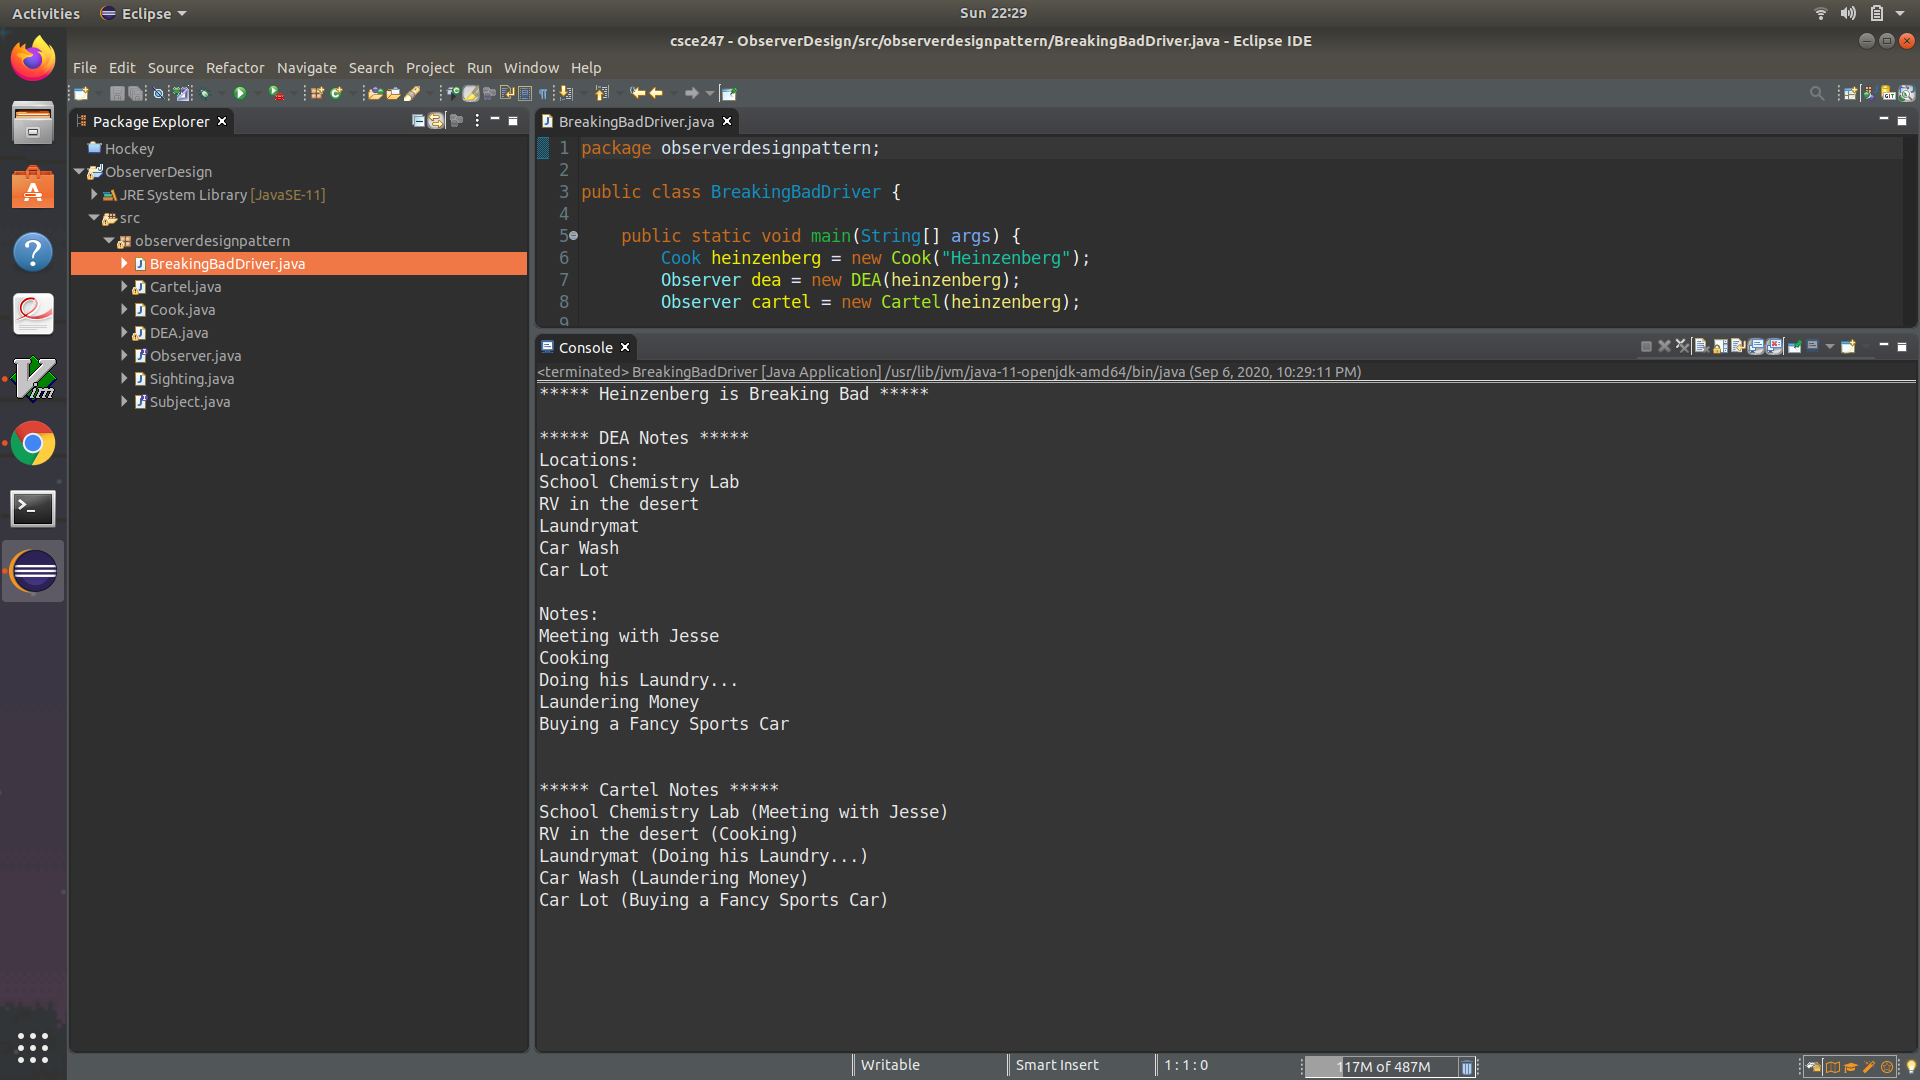 Activities
Eclipse
Sun 22:29
csce247 - ObserverDesign/src/observerdesignpattern/BreakingBadDriver.java - Eclipse IDE
File Edit Source Refactor Navigate Search Project Run Window Help
Package Explorer
Hockey
ObserverDesign
JRE System Library [JavaSE-11]
src
observerdesignpattern
BreakingBadDriver.java
Cartel.java
Cook.java
DEA.java
Observer.java
Sighting.java
Subject.java
BreakingBadDriver.java
1 package observerdesignpattern;
2
3 public class BreakingBadDriver {
4
5 public static void main(String[] args) {
6 Cook heinzenberg = new Cook("Heinzenberg");
7 Observer dea = new DEA(heinzenberg);
8 Observer cartel = new Cartel(heinzenberg);
9
Console
<terminated> BreakingBadDriver [Java Application] /usr/lib/jvm/java-11-openjdk-amd64/bin/java (Sep 6, 2020, 10:29:11 PM)
***** Heinzenberg is Breaking Bad *****
***** DEA Notes *****
Locations:
School Chemistry Lab
RV in the desert
Laundrymat
Car Wash
Car Lot
Notes:
Meeting with Jesse
Cooking
Doing his Laundry...
Laundering Money
Buying a Fancy Sports Car
***** Cartel Notes *****
School Chemistry Lab (Meeting with Jesse)
RV in the desert (Cooking)
Laundrymat (Doing his Laundry...)
Car Wash (Laundering Money)
Car Lot (Buying a Fancy Sports Car)
Writable
Smart Insert
1 : 1 : 0
117M of 487M
Vim